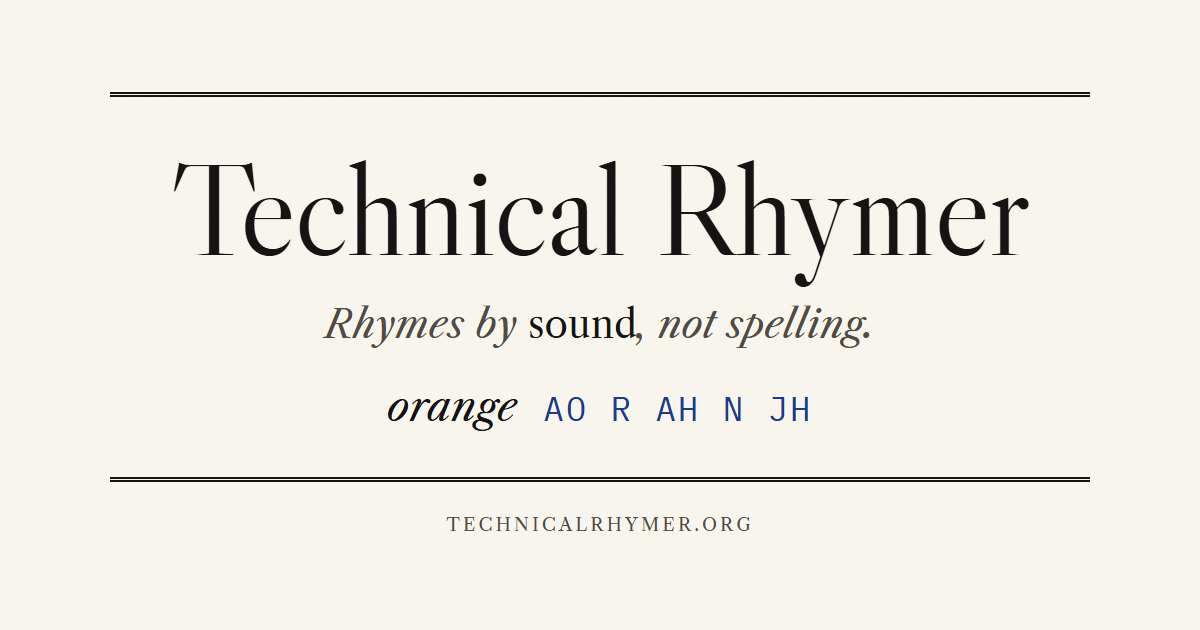 Technical Rhymer
Rhymes by sound, not spelling.
orange AO R AH N JH
TECHNICALRHYMER.ORG